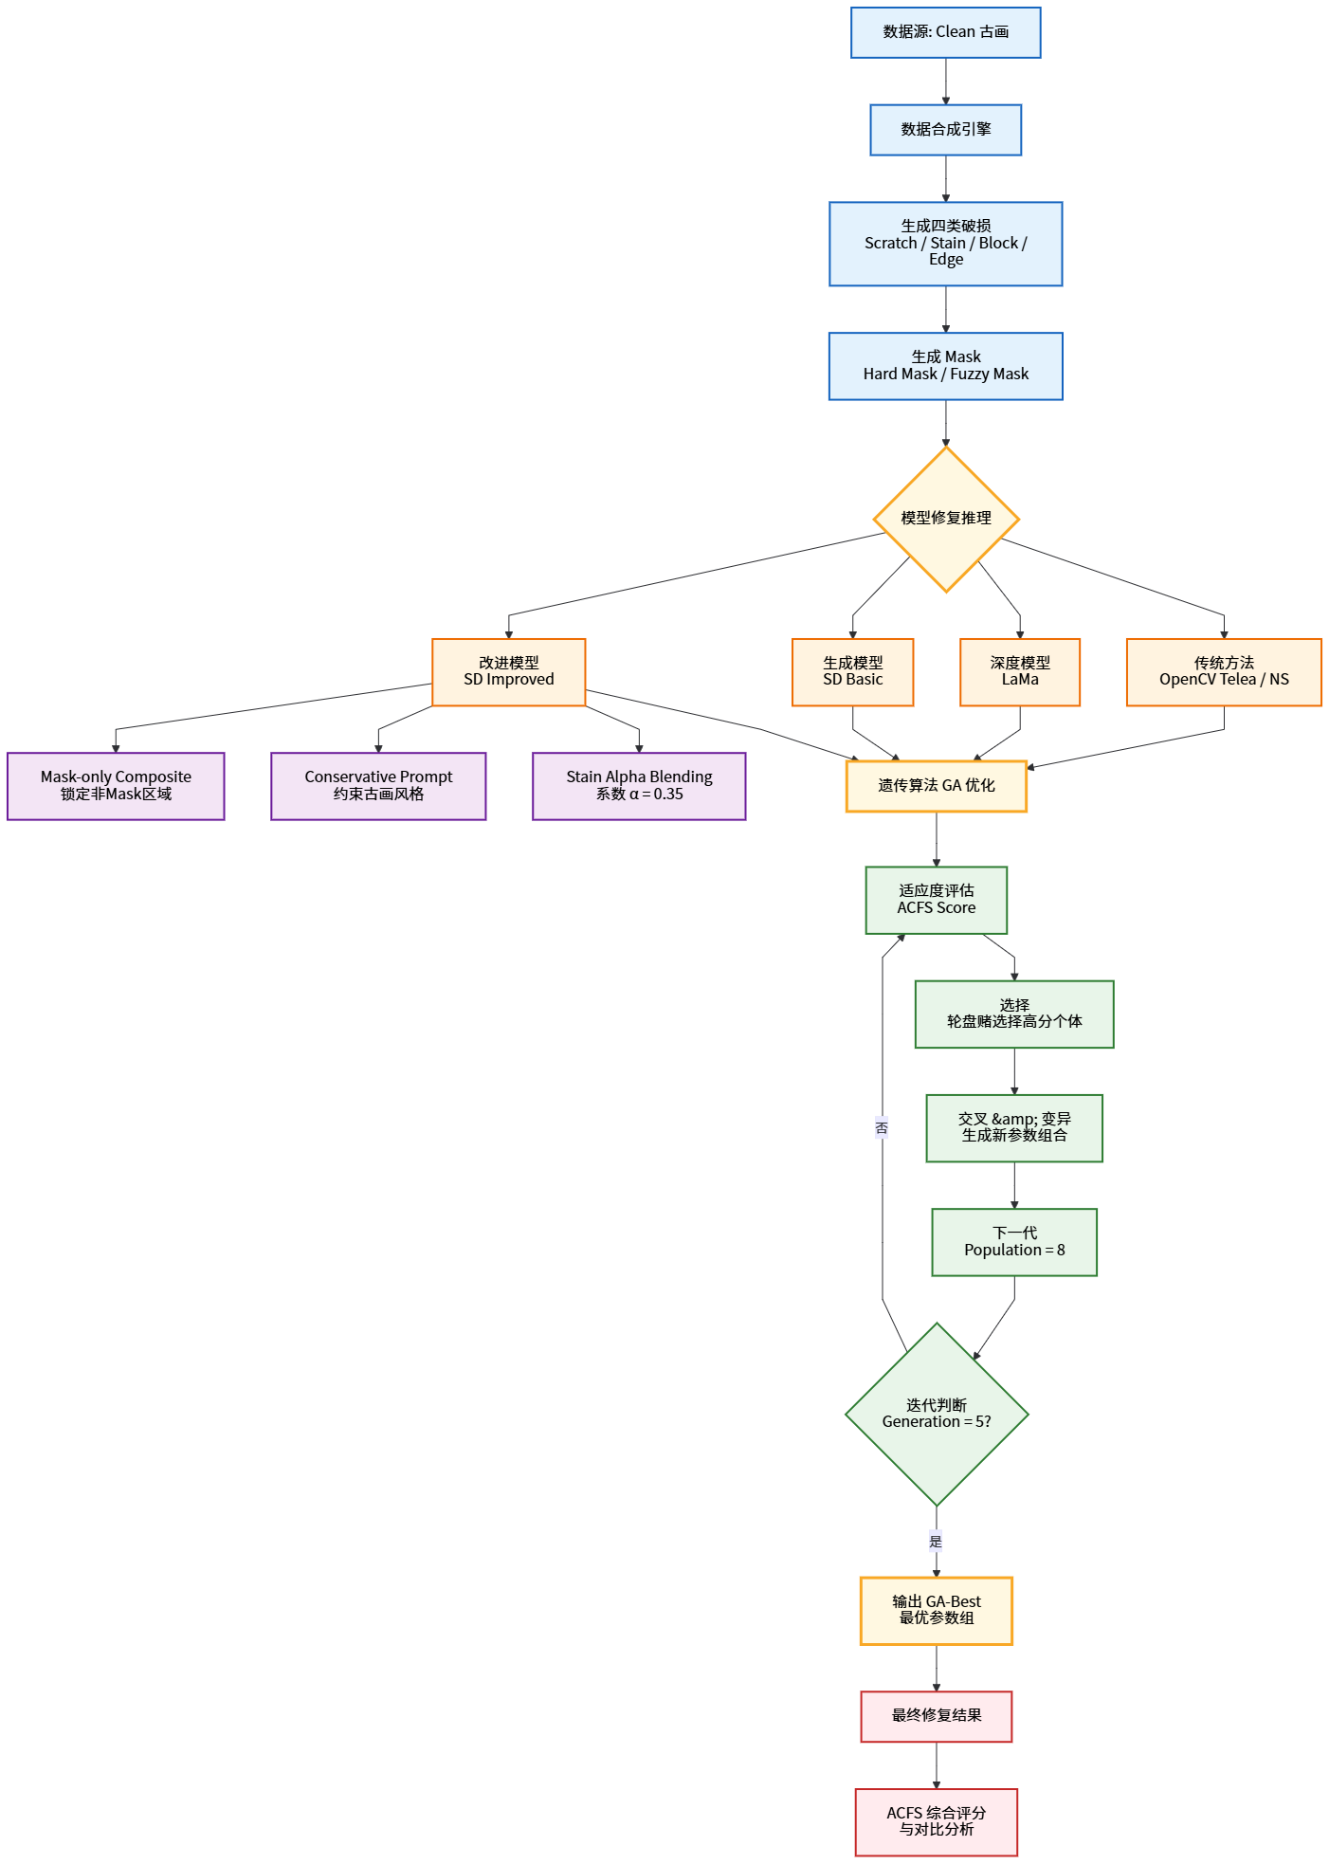 数据源: Clean 古画
数据合成引擎
生成四类破损
Scratch / Stain / Block /
Edge
生成 Mask
Hard Mask / Fuzzy Mask
模型修复推理
改进模型
SD Improved
生成模型
SD Basic
深度模型
LaMa
传统方法
OpenCV Telea / NS
Mask-only Composite
锁定非Mask区域
Conservative Prompt
约束古画风格
Stain Alpha Blending
系数 α = 0.35
遗传算法 GA 优化
适应度评估
ACFS Score
选择
轮盘赌选择高分个体
交叉 &amp; 变异
生成新参数组合
否
下一代
Population = 8
迭代判断
Generation = 5?
是
输出 GA-Best
最优参数组
最终修复结果
ACFS 综合评分
与对比分析